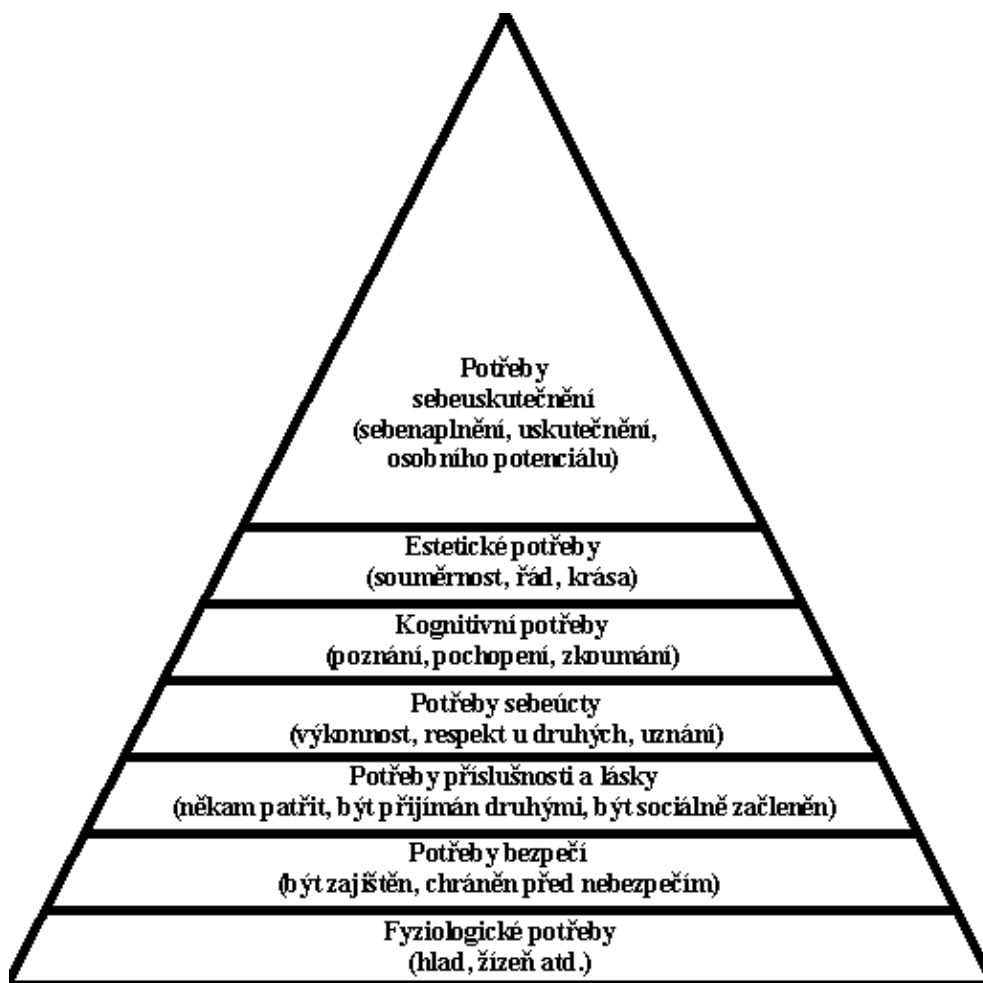 Potřeby
sebeuskutečnění
(sebenaplnění, uskutečnění,
osobního potenciálu)
Estetické potřeby
(souměrnost, řád, krása)
Kognitivní potřeby
(poznání, pochopení, zkoumání)
Potřeby sebeúcty
(výkonnost, respekt u druhých, uznání)
Potřeby příslušnosti a lásky
(někam patřit, být přijímán druhými, být sociálně začleněn)
Potřeby bezpečí
(být zajištěn, chráněn před nebezpečím)
Fyziologické potřeby
(hlad, žízeň atd.)